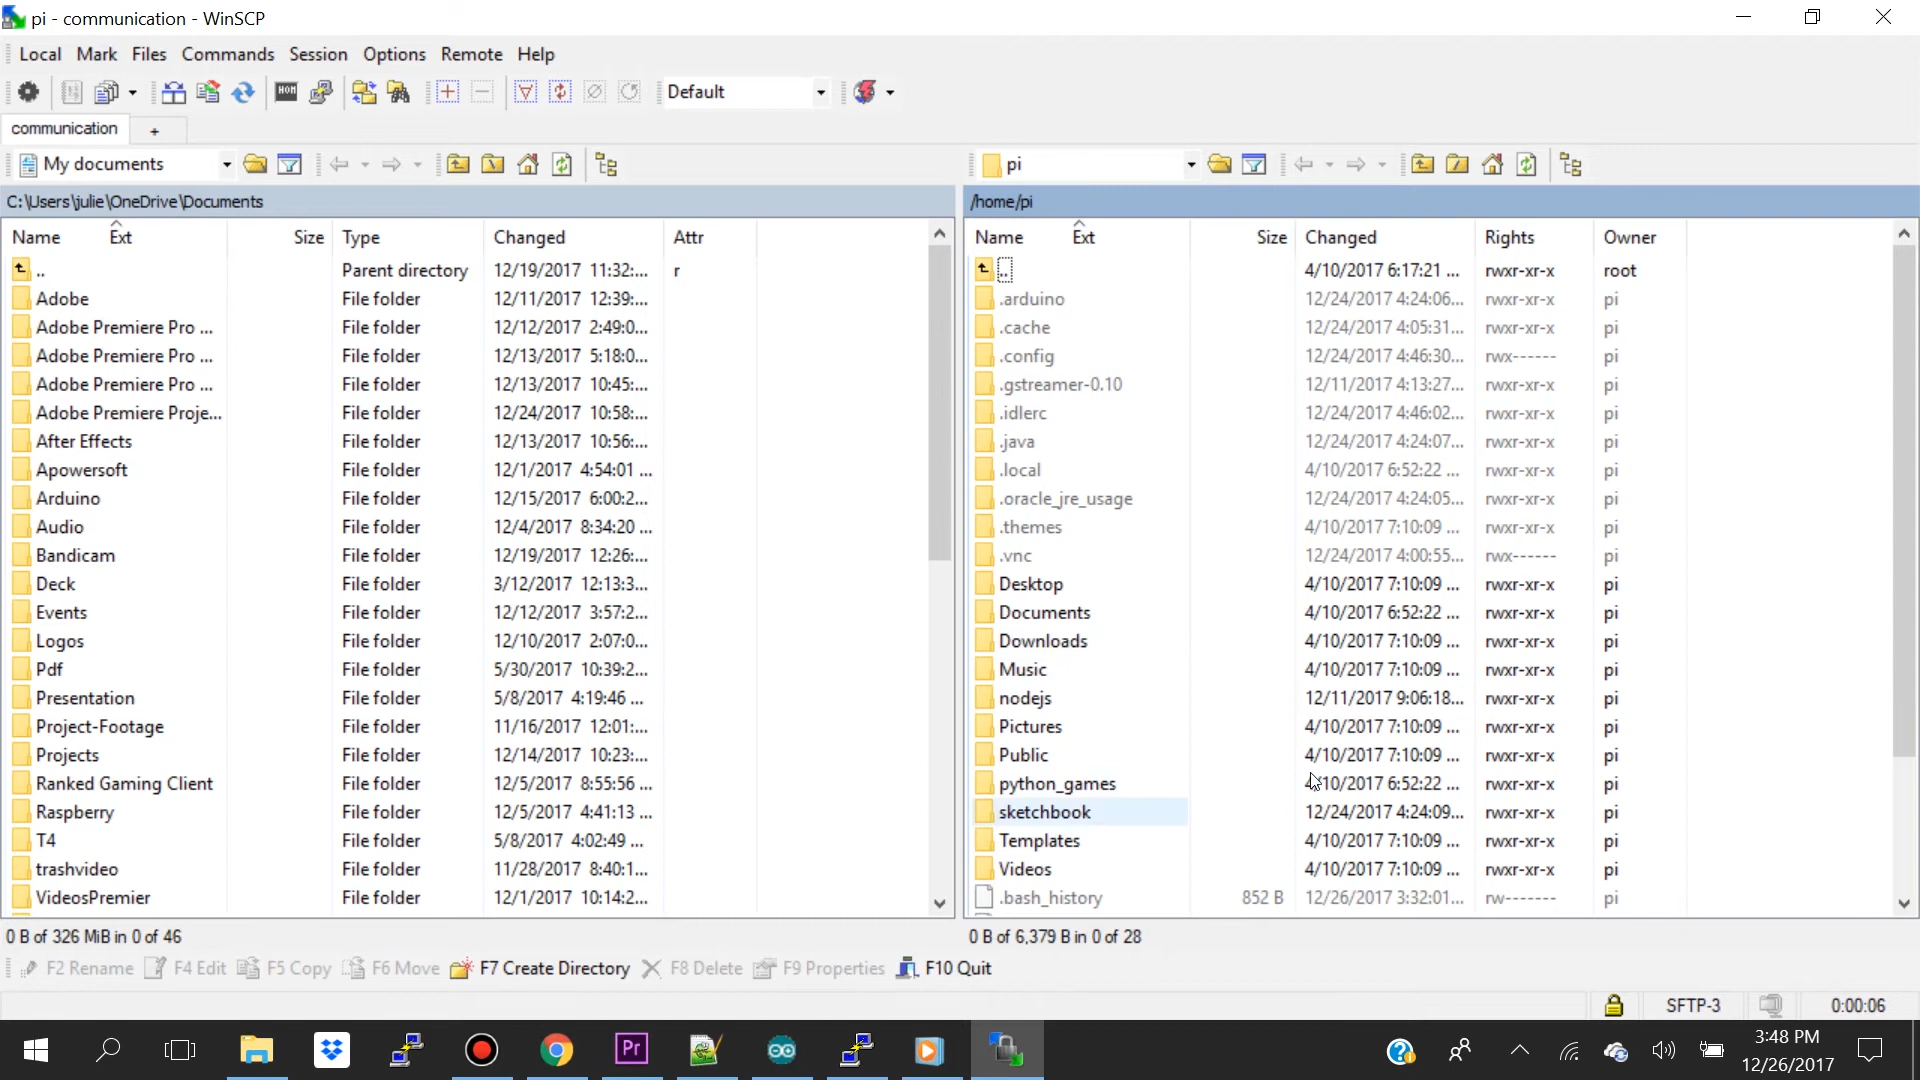 pi - communication - WinSCP
Local Mark Files Commands Session Options Remote Help
Default
communication +
My documents pi
C:\Users\julie\OneDrive\Documents /home/pi
Name Ext Size Type Changed Attr Name Ext Size Changed Rights Owner
.. Parent directory 12/19/2017 11:32:... r .. 4/10/2017 6:17:21 ... rwxr-xr-x root
Adobe File folder 12/11/2017 12:39:... .arduino 12/24/2017 4:24:06... rwxr-xr-x pi
Adobe Premiere Pro ... File folder 12/12/2017 2:49:0... .cache 12/24/2017 4:05:31... rwxr-xr-x pi
Adobe Premiere Pro ... File folder 12/13/2017 5:18:0... .config 12/24/2017 4:46:30... rwx------ pi
Adobe Premiere Pro ... File folder 12/13/2017 10:45:... .gstreamer-0.10 12/11/2017 4:13:27... rwxr-xr-x pi
Adobe Premiere Proje... File folder 12/24/2017 10:58:... .idlerc 12/24/2017 4:46:02... rwxr-xr-x pi
After Effects File folder 12/13/2017 10:56:... .java 12/24/2017 4:24:07... rwxr-xr-x pi
Apowersoft File folder 12/1/2017 4:54:01 ... .local 4/10/2017 6:52:22 ... rwxr-xr-x pi
Arduino File folder 12/15/2017 6:00:2... .oracle_jre_usage 12/24/2017 4:24:05... rwxr-xr-x pi
Audio File folder 12/4/2017 8:34:20 ... .themes 4/10/2017 7:10:09 ... rwxr-xr-x pi
Bandicam File folder 12/19/2017 12:26:... .vnc 12/24/2017 4:00:55... rwx------ pi
Deck File folder 3/12/2017 12:13:3... Desktop 4/10/2017 7:10:09 ... rwxr-xr-x pi
Events File folder 12/12/2017 3:57:2... Documents 4/10/2017 6:52:22 ... rwxr-xr-x pi
Logos File folder 12/10/2017 2:07:0... Downloads 4/10/2017 7:10:09 ... rwxr-xr-x pi
Pdf File folder 5/30/2017 10:39:2... Music 4/10/2017 7:10:09 ... rwxr-xr-x pi
Presentation File folder 5/8/2017 4:19:46 ... nodejs 12/11/2017 9:06:18... rwxr-xr-x pi
Project-Footage File folder 11/16/2017 12:01:... Pictures 4/10/2017 7:10:09 ... rwxr-xr-x pi
Projects File folder 12/14/2017 10:23:... Public 4/10/2017 7:10:09 ... rwxr-xr-x pi
Ranked Gaming Client File folder 12/5/2017 8:55:56 ... python_games 4/10/2017 6:52:22 ... rwxr-xr-x pi
Raspberry File folder 12/5/2017 4:41:13 ... sketchbook 12/24/2017 4:24:09... rwxr-xr-x pi
T4 File folder 5/8/2017 4:02:49 ... Templates 4/10/2017 7:10:09 ... rwxr-xr-x pi
trashvideo File folder 11/28/2017 8:40:1... Videos 4/10/2017 7:10:09 ... rwxr-xr-x pi
VideosPremier File folder 12/1/2017 10:14:2... .bash_history 852 B 12/26/2017 3:32:01... rw------- pi
0 B of 326 MiB in 0 of 46 0 B of 6,379 B in 0 of 28
F2 Rename F4 Edit F5 Copy F6 Move F7 Create Directory F8 Delete F9 Properties F10 Quit
SFTP-3 0:00:06
Pr 3:48 PM
12/26/2017